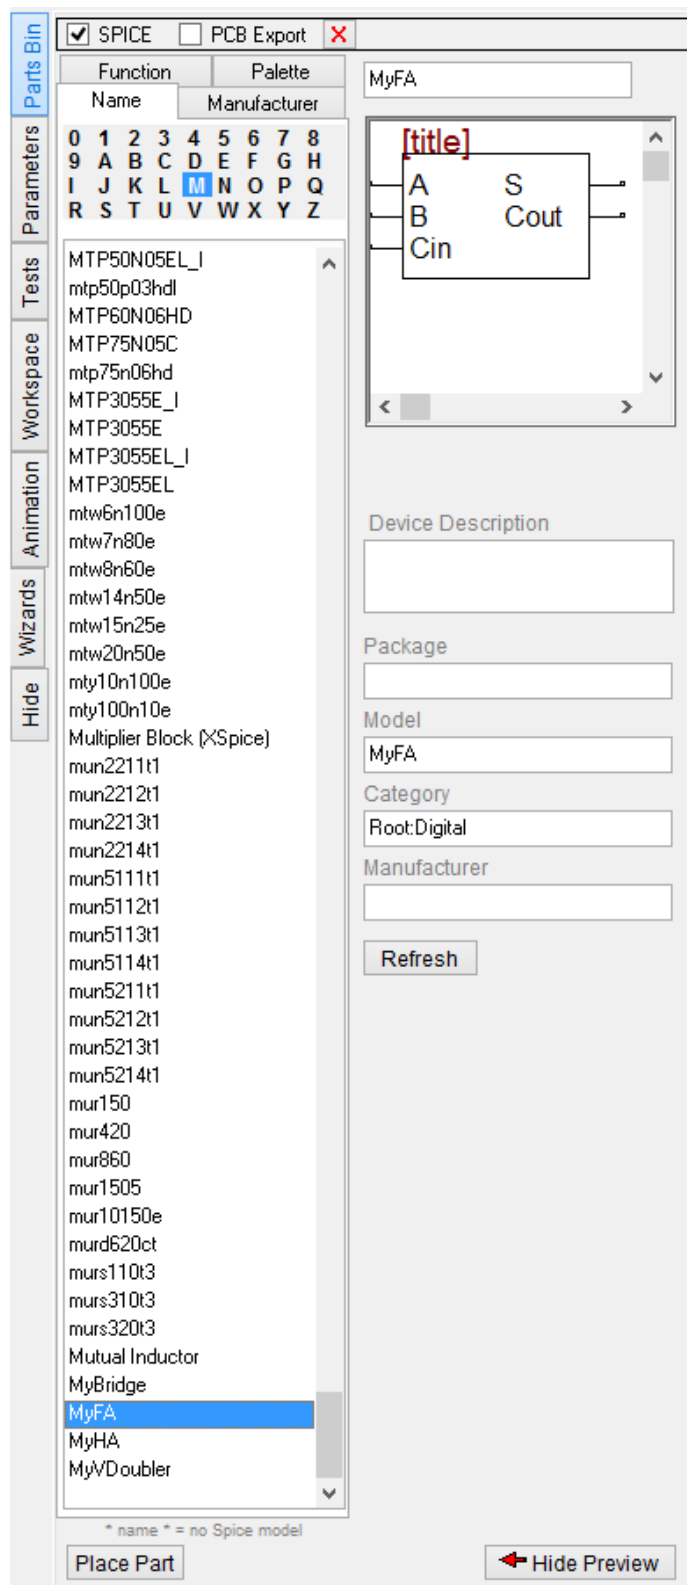 Parts Bin
Parameters
Tests
Workspace
Animation
Wizards
Hide
SPICE PCB Export X
Function Palette
Name Manufacturer
0 1 2 3 4 5 6 7 8
9 A B C D E F G H
I J K L M N O P Q
R S T U V W X Y Z
MTP50N05EL_I
mtp50p03hdl
MTP60N06HD
MTP75N05C
mtp75n06hd
MTP3055E_I
MTP3055E
MTP3055EL_I
MTP3055EL
mtw6n100e
mtw7n80e
mtw8n60e
mtw14n50e
mtw15n25e
mtw20n50e
mty10n100e
mty100n10e
Multiplier Block (XSpice)
mun2211t1
mun2212t1
mun2213t1
mun2214t1
mun5111t1
mun5112t1
mun5113t1
mun5114t1
mun5211t1
mun5212t1
mun5213t1
mun5214t1
mur150
mur420
mur860
mur1505
mur10150e
murd620ct
murs110t3
murs310t3
murs320t3
Mutual Inductor
MyBridge
MyFA
MyHA
MyVDoubler
* name * = no Spice model
Place Part
MyFA
[title]
A S
B Cout
Cin
Device Description
Package
Model
MyFA
Category
Root:Digital
Manufacturer
Refresh
Hide Preview